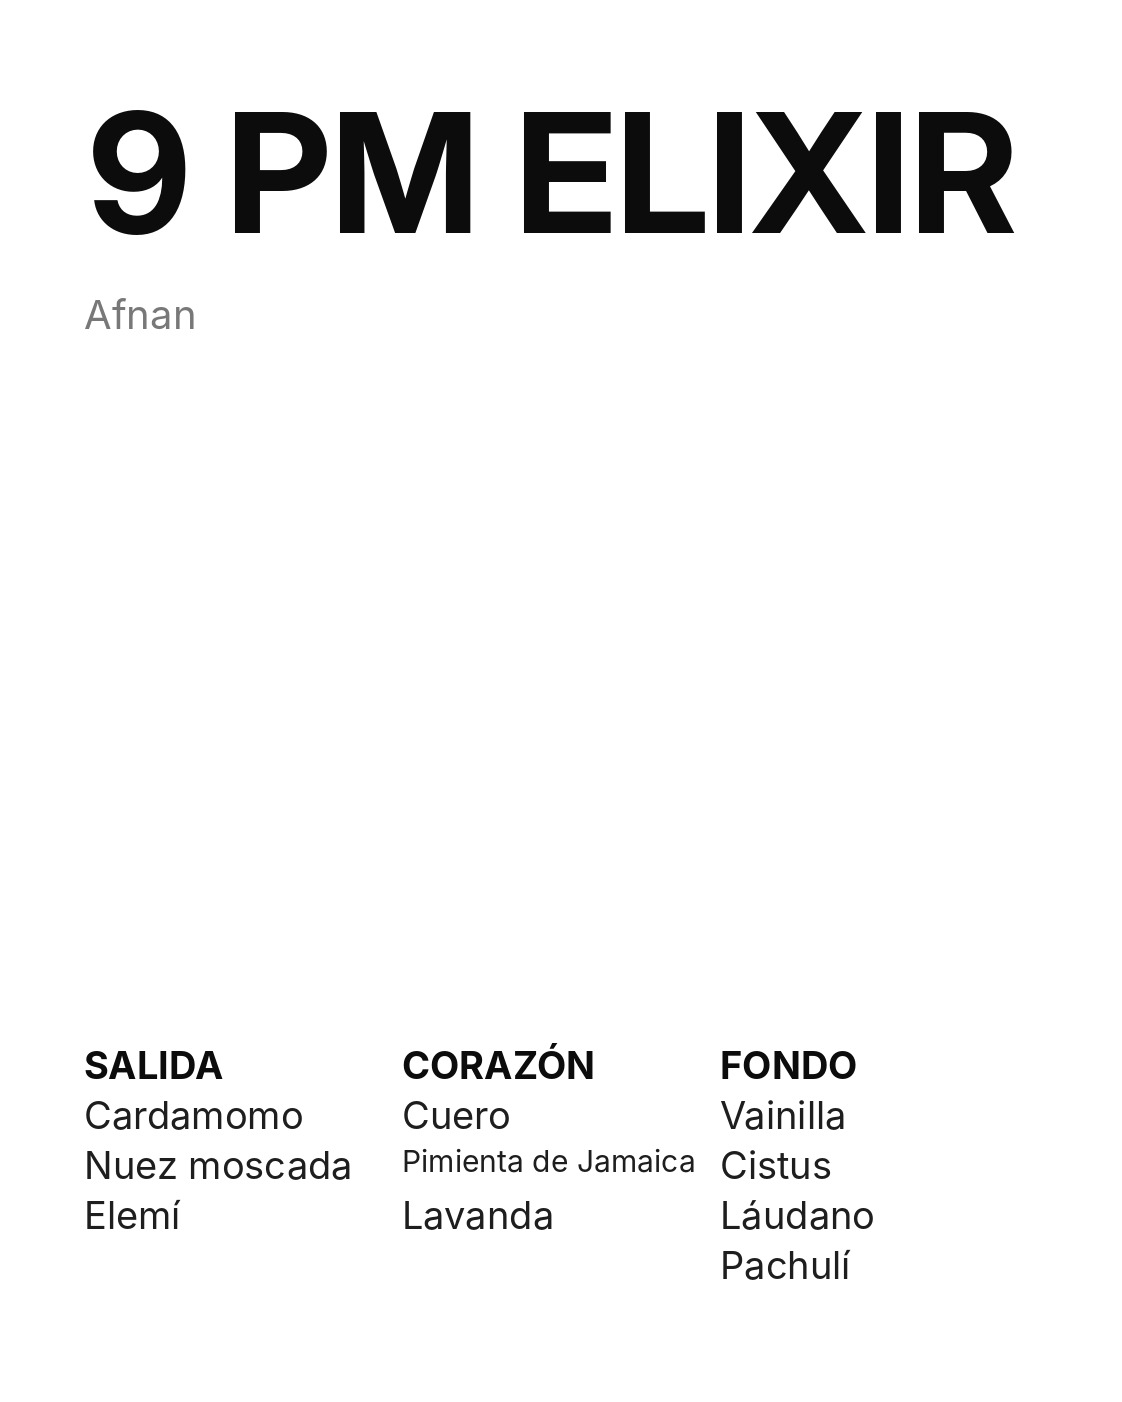 9 PM ELIXIR
Afnan
SALIDA
Cardamomo
Nuez moscada
Elemí
CORAZÓN
Cuero
Pimienta de Jamaica
Lavanda
FONDO
Vainilla
Cistus
Láudano
Pachulí